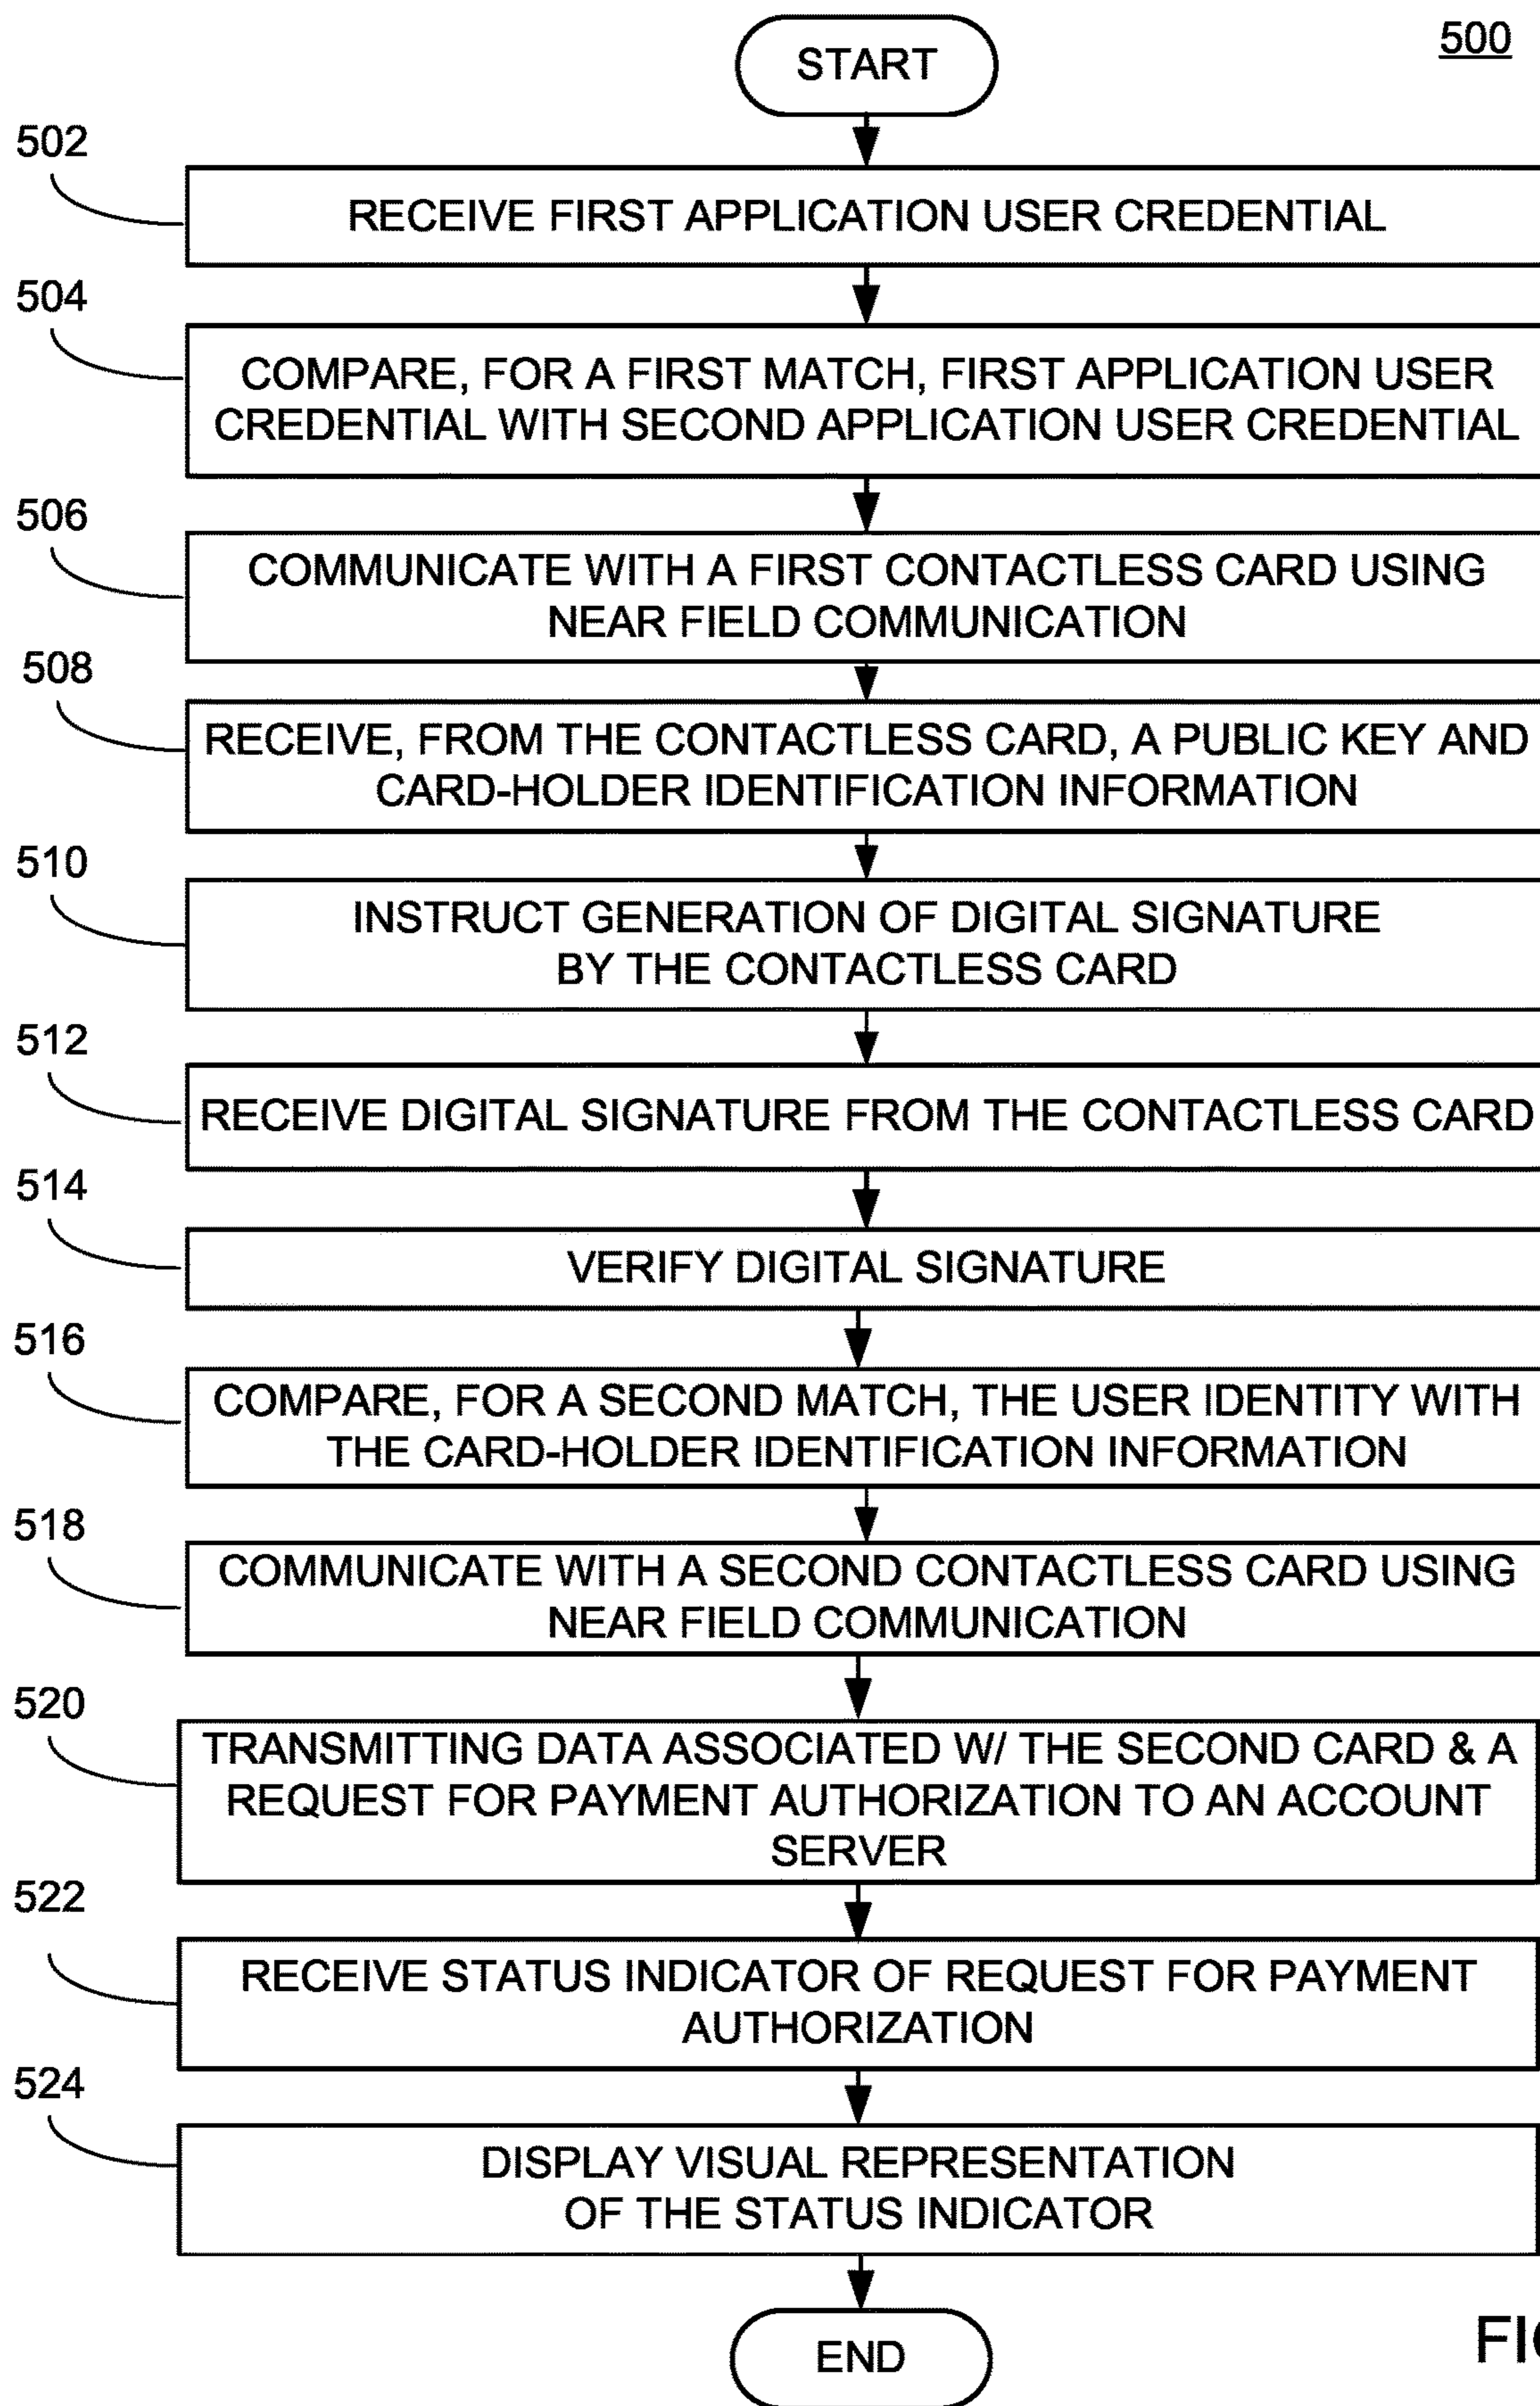 500
START
502
RECEIVE FIRST APPLICATION USER CREDENTIAL
504
COMPARE, FOR A FIRST MATCH, FIRST APPLICATION USER
CREDENTIAL WITH SECOND APPLICATION USER CREDENTIAL
506
COMMUNICATE WITH A FIRST CONTACTLESS CARD USING
NEAR FIELD COMMUNICATION
508
RECEIVE, FROM THE CONTACTLESS CARD, A PUBLIC KEY AND
CARD-HOLDER IDENTIFICATION INFORMATION
510
INSTRUCT GENERATION OF DIGITAL SIGNATURE
BY THE CONTACTLESS CARD
512
RECEIVE DIGITAL SIGNATURE FROM THE CONTACTLESS CARD
514
VERIFY DIGITAL SIGNATURE
516
COMPARE, FOR A SECOND MATCH, THE USER IDENTITY WITH
THE CARD-HOLDER IDENTIFICATION INFORMATION
518
COMMUNICATE WITH A SECOND CONTACTLESS CARD USING
NEAR FIELD COMMUNICATION
520
TRANSMITTING DATA ASSOCIATED W/ THE SECOND CARD & A
REQUEST FOR PAYMENT AUTHORIZATION TO AN ACCOUNT
SERVER
522
RECEIVE STATUS INDICATOR OF REQUEST FOR PAYMENT
AUTHORIZATION
524
DISPLAY VISUAL REPRESENTATION
OF THE STATUS INDICATOR
END